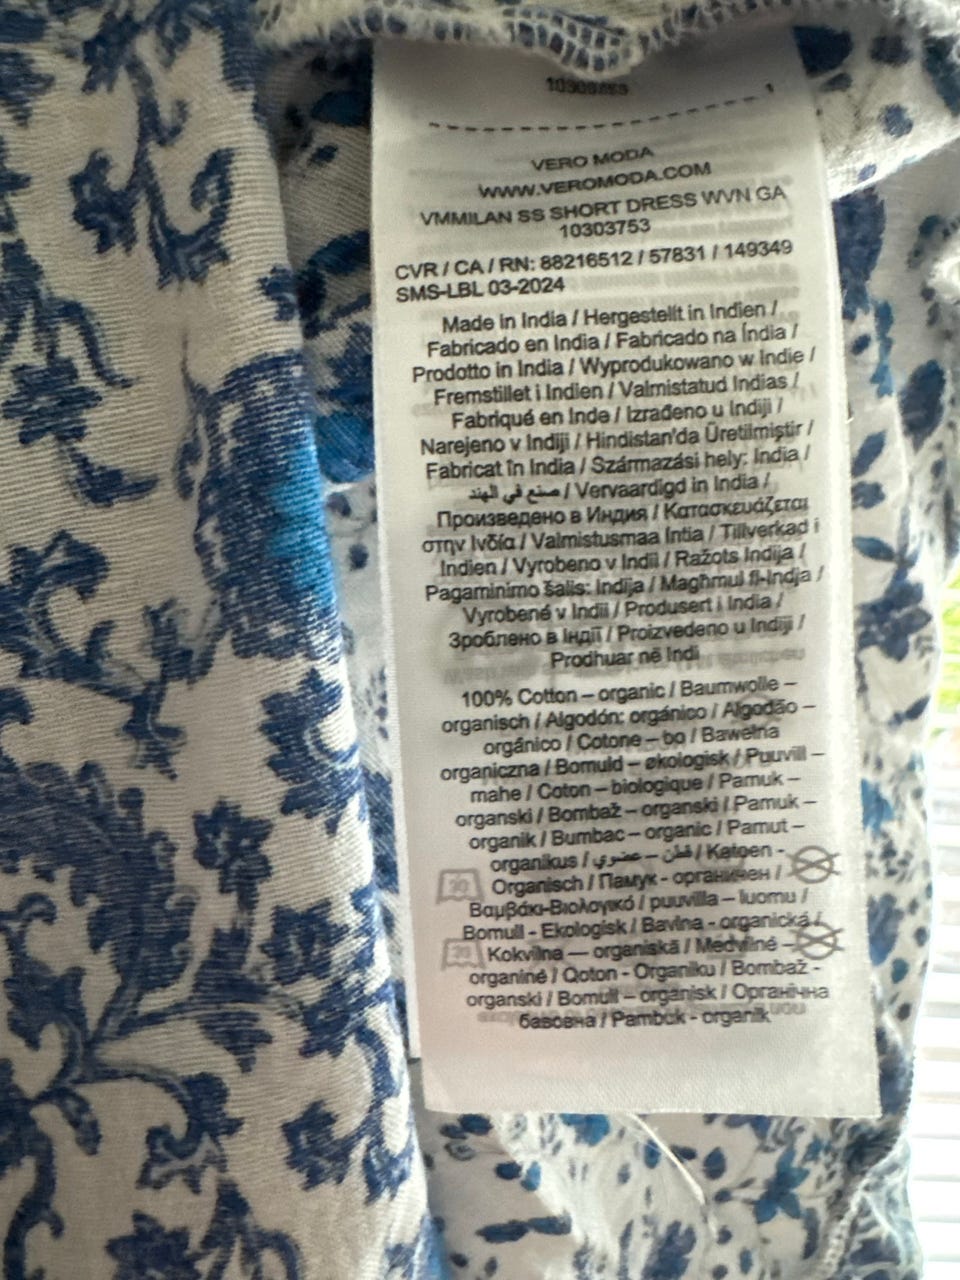 VERO MODA
WWW.VEROMODA.COM
VMMILAN SS SHORT DRESS WVN GA
10303753
CVR / CA / RN: 88216512 / 57831 / 149349
SMS-LBL 03-2024
Made in India / Hergestellt in Indien /
Fabricado en India / Fabricado na Índia /
Prodotto in India / Wyprodukowano w Indie /
Fremstillet i Indien / Valmistatud Indias /
Fabriqué en Inde / Izrađeno u Indiji /
Narejeno v Indiji / Hindistan'da Üretilmiştir /
Fabricat în India / Származási hely: India /
صنع في الهند / Vervaardigd in India /
Произведено в Индия / Κατασκευάζεται
στην Ινδία / Valmistusmaa Intia / Tillverkad i
Indien / Vyrobeno v Indii / Ražots Indija /
Pagaminimo šalis: Indija / Magħmul fl-Indja /
Vyrobené v Indii / Produsert i India /
Зроблено в Індії / Proizvedeno u Indiji /
Prodhuar në Indi
100% Cotton – organic / Baumwolle –
organisch / Algodón: orgánico / Algodão –
orgânico / Cotone – bo / Bawełna
organiczna / Bomuld – økologisk / Puuvill –
mahe / Coton – biologique / Pamuk –
organski / Bombaž – organski / Pamuk –
organik / Bumbac – organic / Pamut –
organikus / قطن – عضوي / Katoen -
Organisch / Памук - органичен /
Βαμβάκι-Βιολογικό / puuvilla – luomu /
Bomull - Ekologisk / Bavlna - organická /
Kokvilna — organiskā / Medvilnė –
organinė / Qoton - Organiku / Bombaž -
organski / Bomull – organisk / Органічна
бавовна / Pambuk - organik